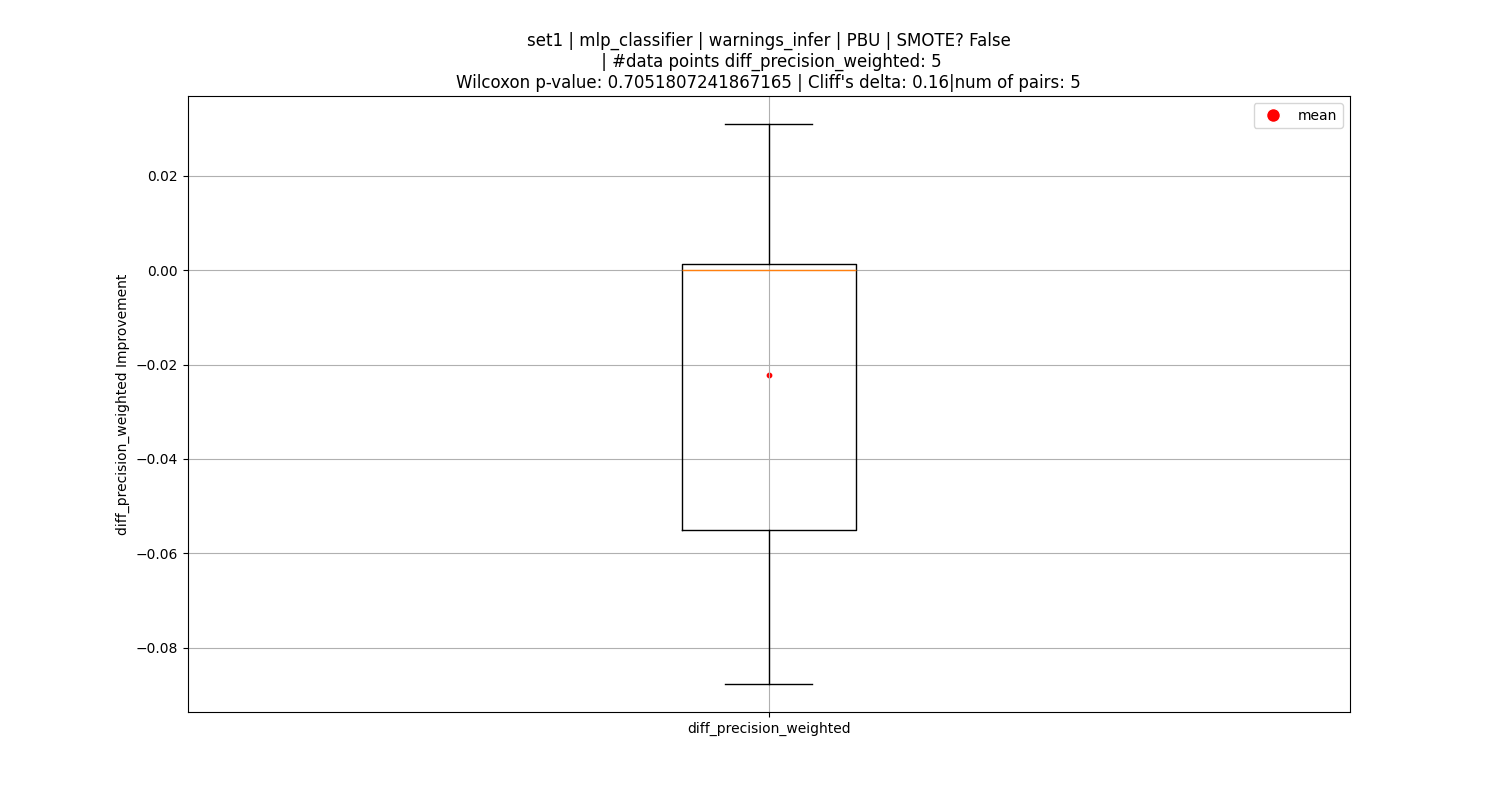 set1 | mlp_classifier | warnings_infer | PBU | SMOTE? False
| #data points diff_precision_weighted: 5
Wilcoxon p-value: 0.7051807241867165 | Cliff's delta: 0.16|num of pairs: 5
mean
0.02
0.00
−0.02
−0.04
−0.06
−0.08
diff_precision_weighted Improvement
diff_precision_weighted